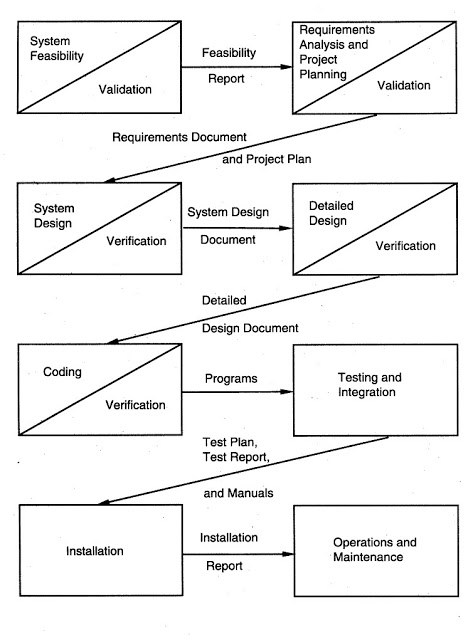 System
Feasibility
Validation
Feasibility
Report
Requirements
Analysis and
Project
Planning
Validation
Requirements Document
and Project Plan
System
Design
Verification
System Design
Document
Detailed
Design
Verification
Detailed
Design Document
Coding
Verification
Programs
Testing and
Integration
Test Plan,
Test Report,
and Manuals
Installation
Installation
Report
Operations and
Maintenance